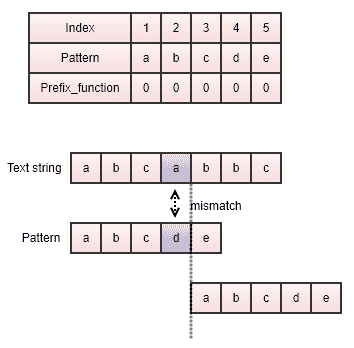 Index 1 2 3 4 5
Pattern a b c d e
Prefix_function 0 0 0 0 0
Text string a b c a b b c
mismatch
Pattern a b c d e
a b c d e